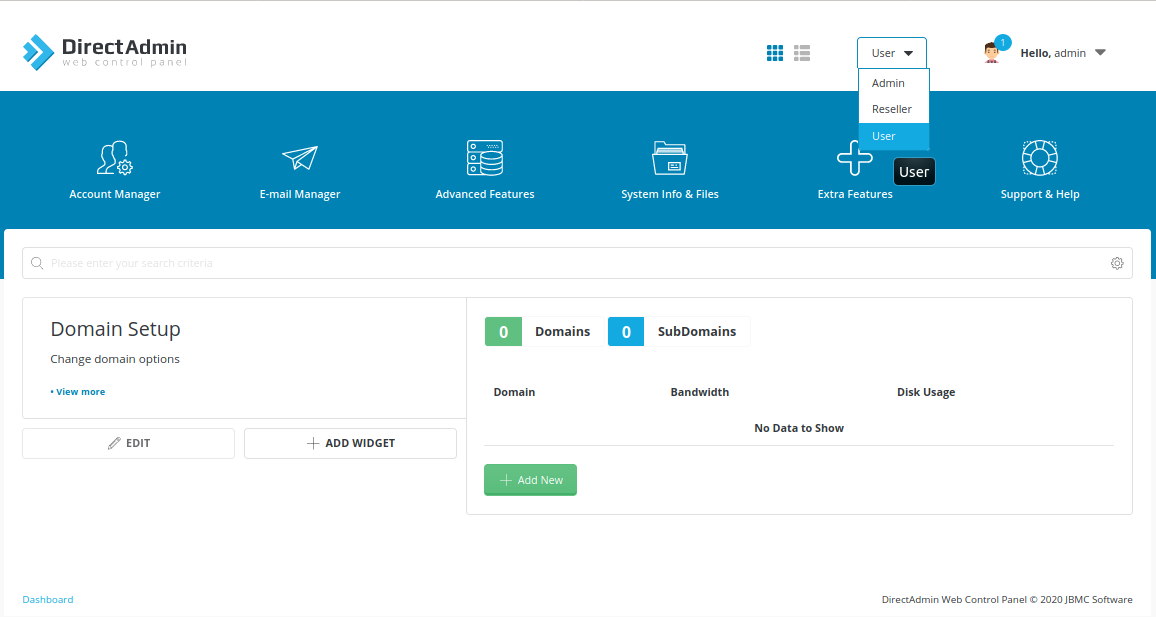 DirectAdmin
web control panel
User
1
Hello, admin
Admin
Reseller
User
User
Account Manager
E-mail Manager
Advanced Features
System Info & Files
Extra Features
Support & Help
Please enter your search criteria
Domain Setup
Change domain options
• View more
EDIT
ADD WIDGET
0 Domains
0 SubDomains
Domain Bandwidth Disk Usage
No Data to Show
Add New
Dashboard
DirectAdmin Web Control Panel © 2020 JBMC Software